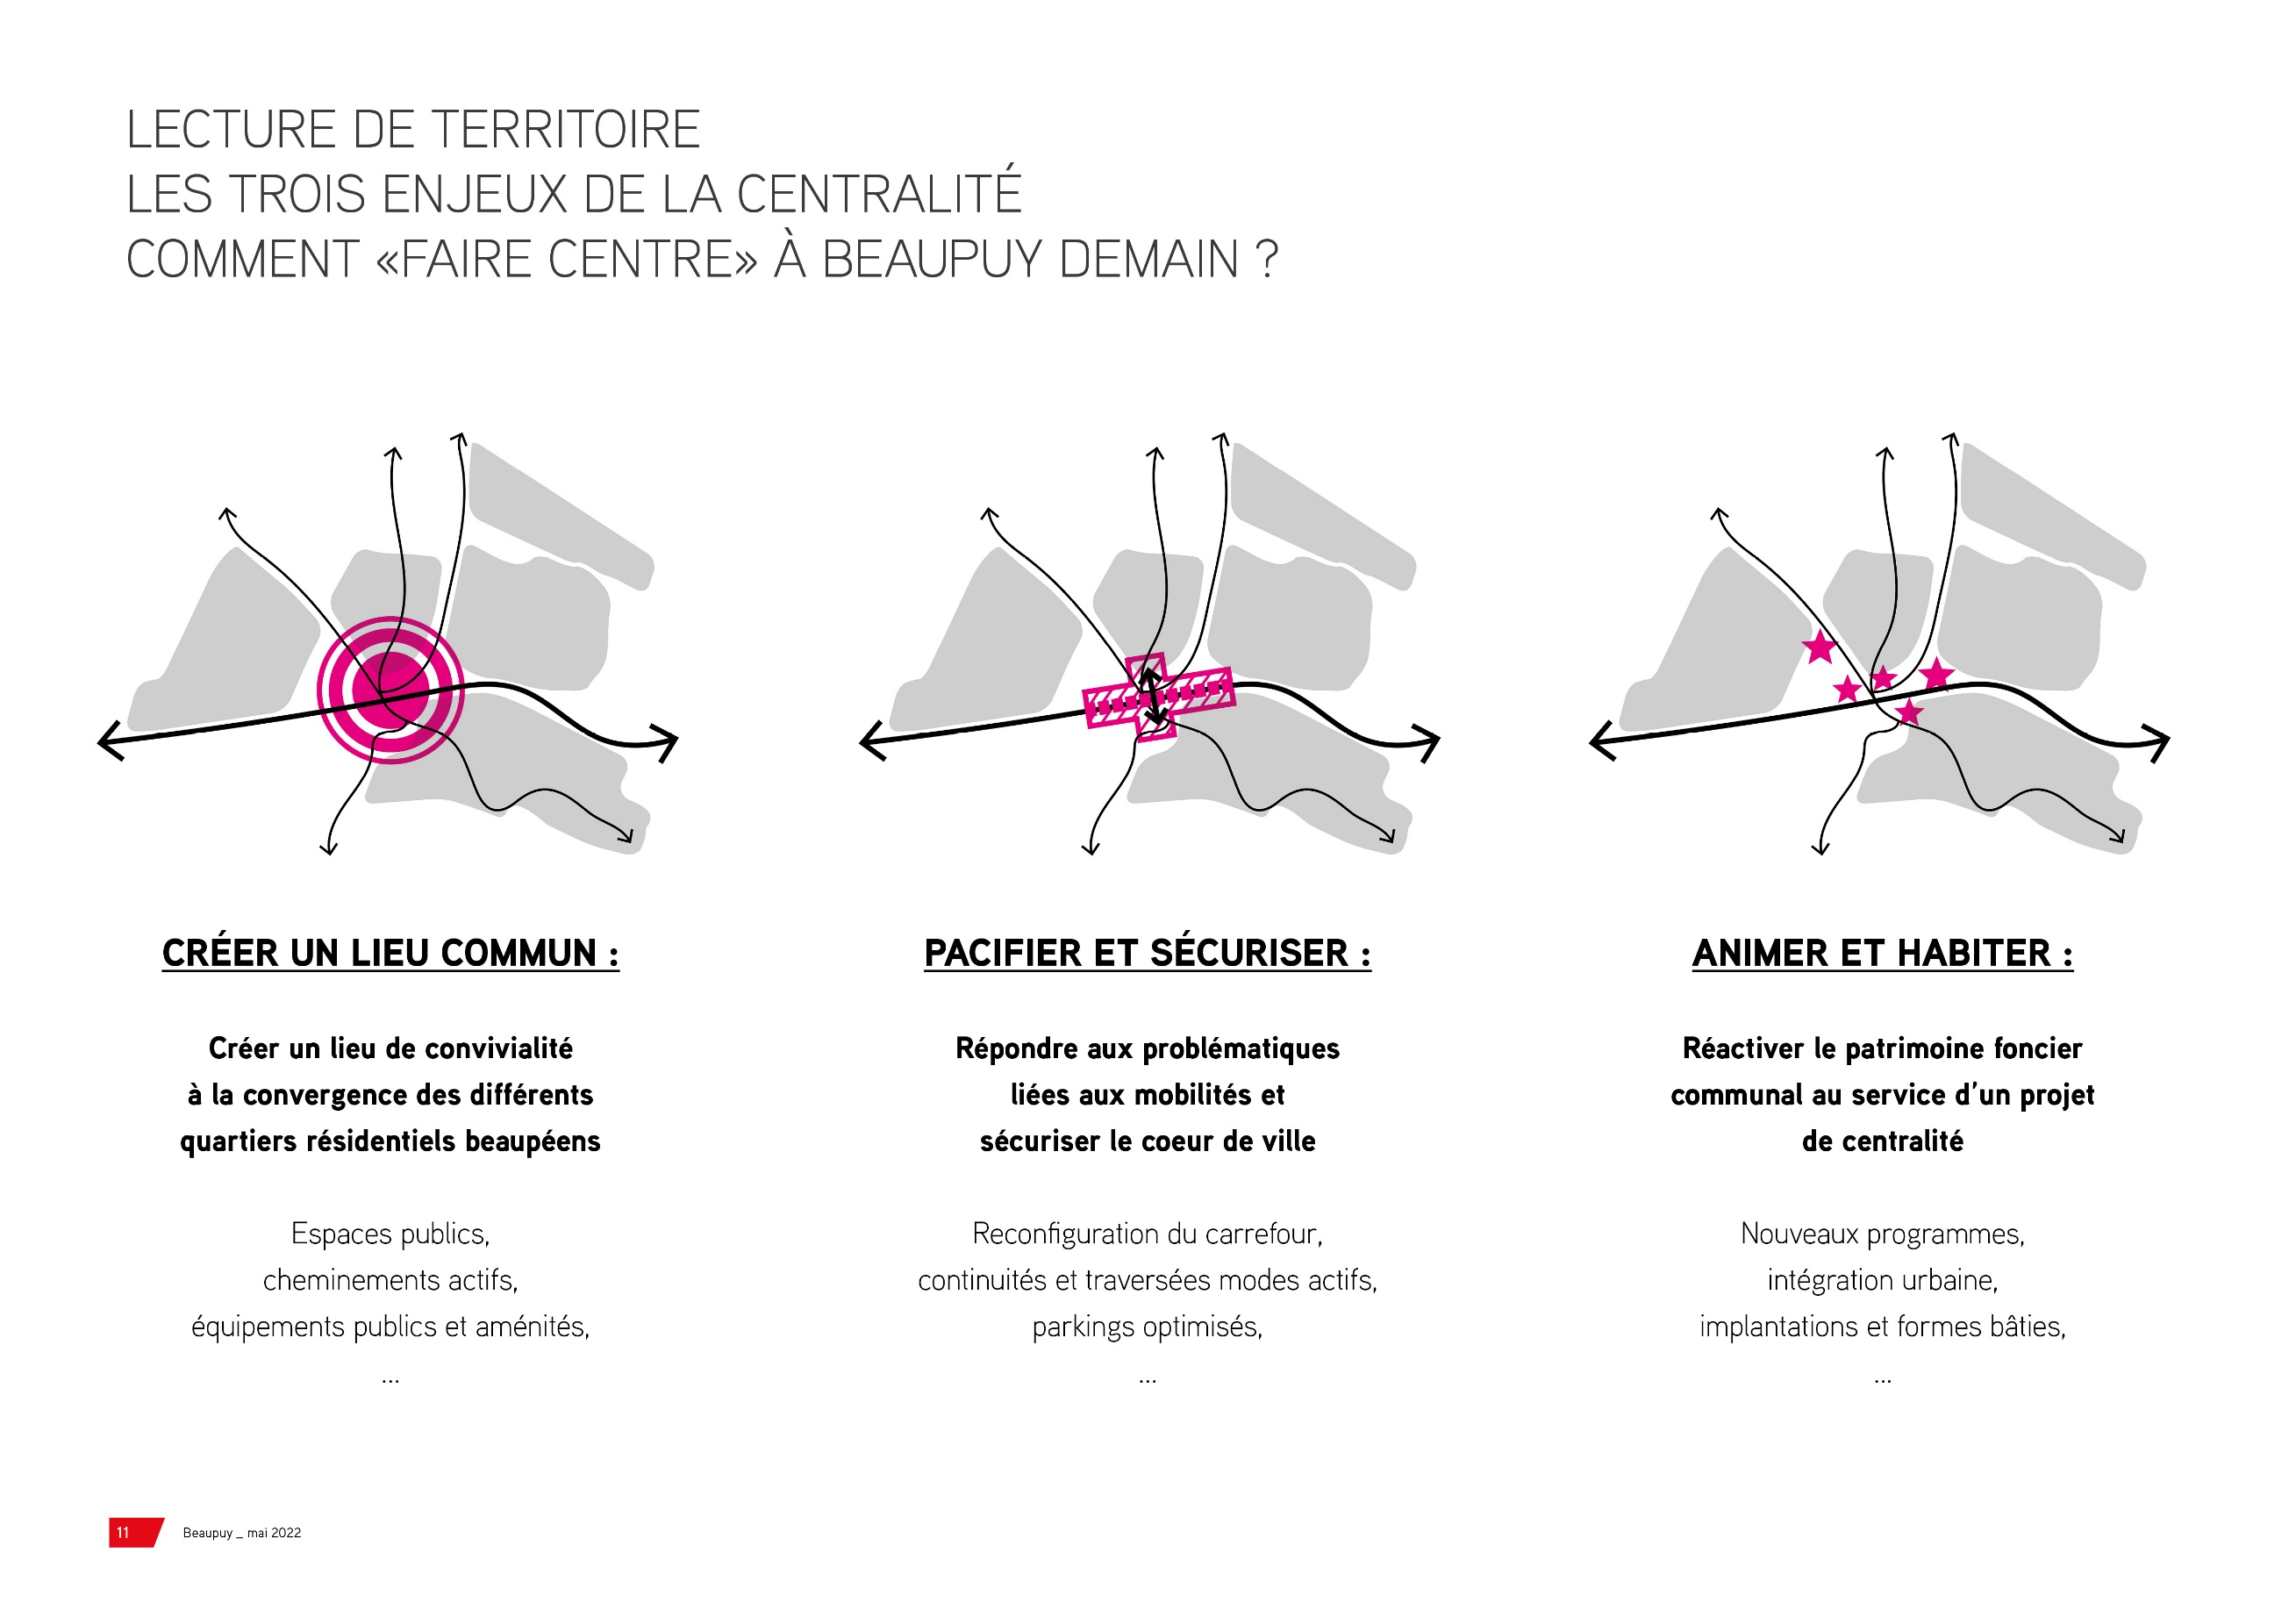 LECTURE DE TERRITOIRE
LES TROIS ENJEUX DE LA CENTRALITÉ
COMMENT «FAIRE CENTRE» À BEAUPUY DEMAIN ?
CRÉER UN LIEU COMMUN :
Créer un lieu de convivialité
à la convergence des différents
quartiers résidentiels beaupéens
Espaces publics,
cheminements actifs,
équipements publics et aménités,
...
PACIFIER ET SÉCURISER :
Répondre aux problématiques
liées aux mobilités et
sécuriser le coeur de ville
Reconfiguration du carrefour,
continuités et traversées modes actifs,
parkings optimisés,
...
ANIMER ET HABITER :
Réactiver le patrimoine foncier
communal au service d'un projet
de centralité
Nouveaux programmes,
intégration urbaine,
implantations et formes bâties,
...
11
Beaupuy _ mai 2022